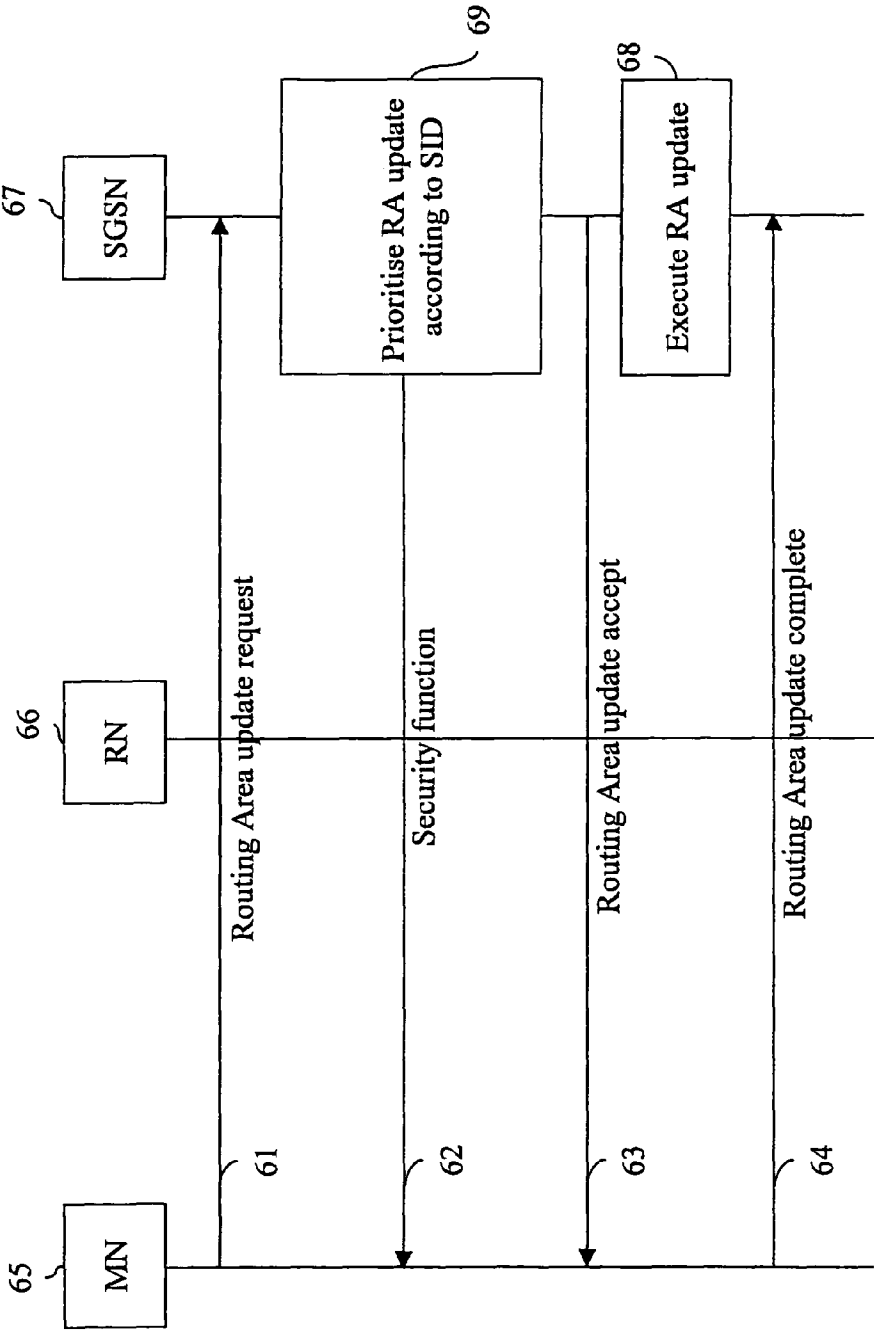 65
MN
66
RN
67
SGSN
61
Routing Area update request
69
Prioritise RA update
according to SID
62
Security function
63
Routing Area update accept
68
Execute RA update
64
Routing Area update complete